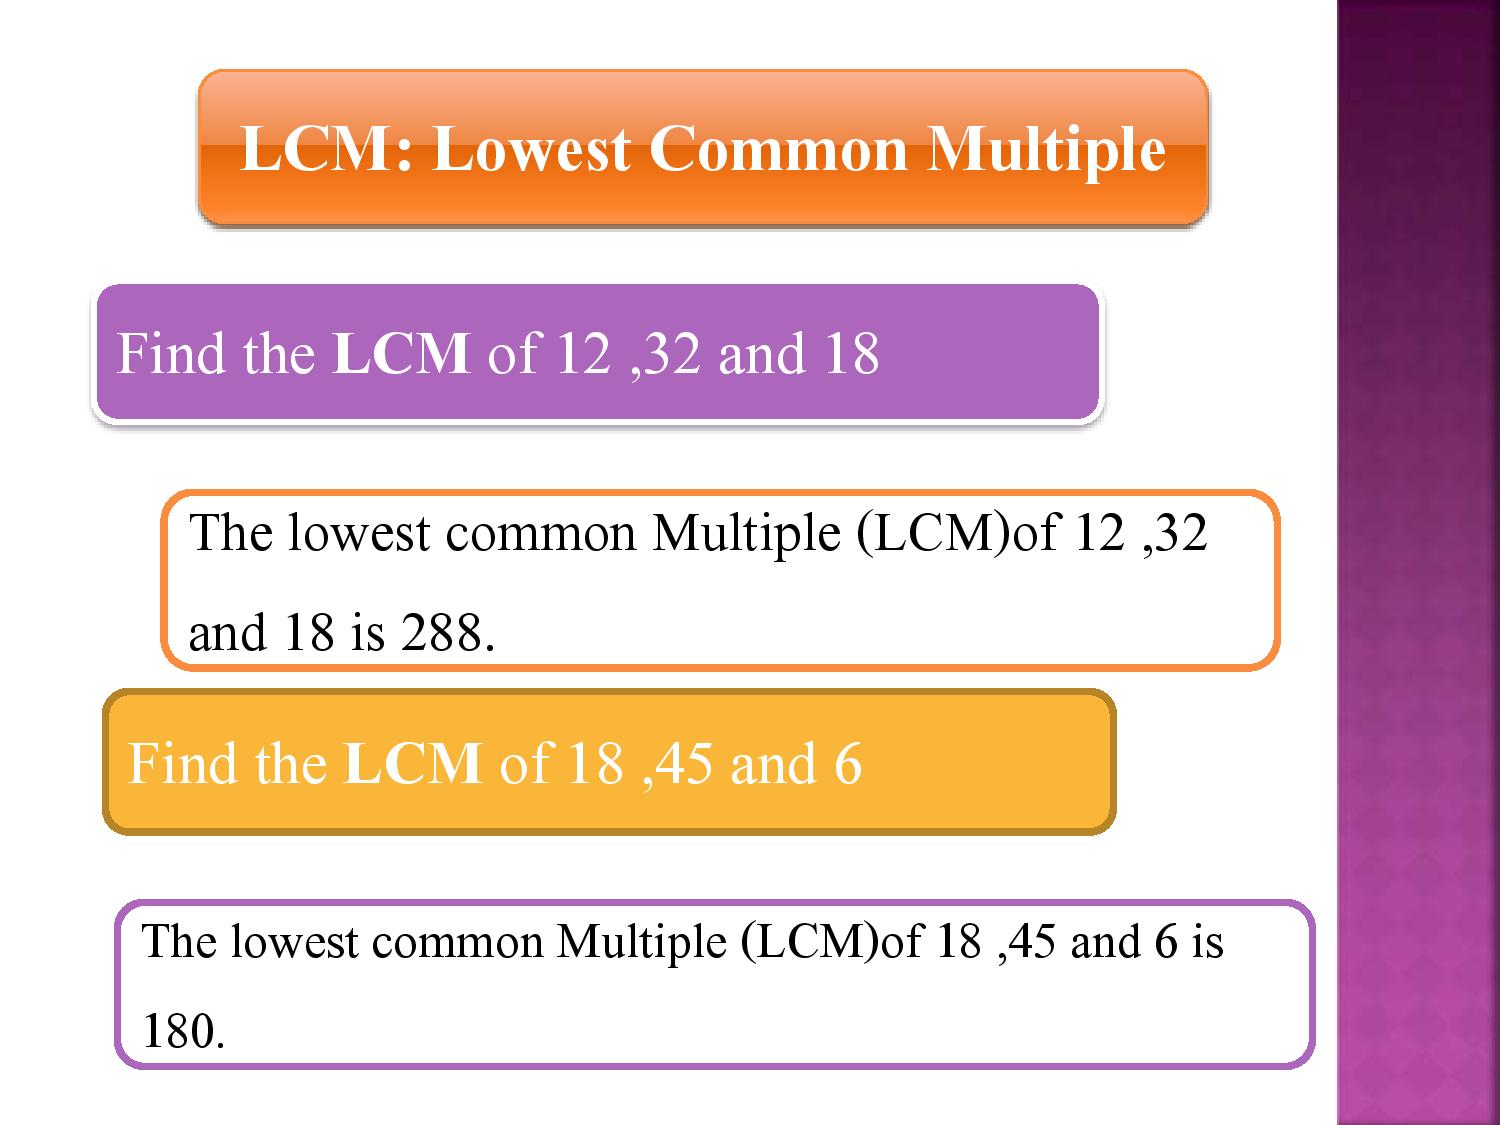 LCM: Lowest Common Multiple
Find the LCM of 12 ,32 and 18
The lowest common Multiple (LCM)of 12 ,32
and 18 is 288.
Find the LCM of 18 ,45 and 6
The lowest common Multiple (LCM)of 18 ,45 and 6 is
180.